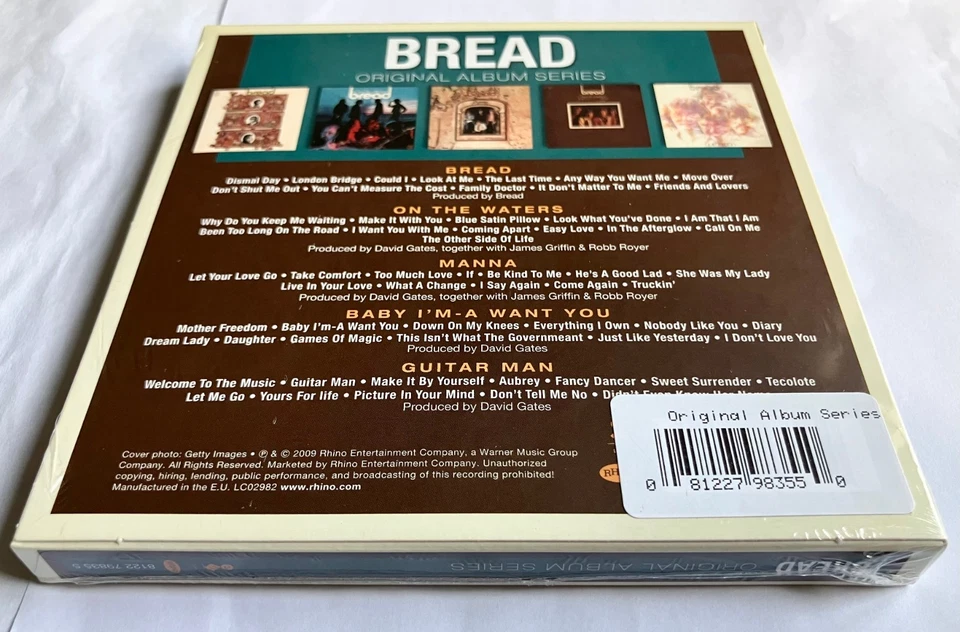 BREAD
ORIGINAL ALBUM SERIES
bread
BREAD
Dismal Day • London Bridge • Could I • Look At Me • The Last Time • Any Way You Want Me • Move Over
Don't Shut Me Out • You Can't Measure The Cost • Family Doctor • It Don't Matter To Me • Friends And Lovers
Produced by Bread
ON THE WATERS
Why Do You Keep Me Waiting • Make It With You • Blue Satin Pillow • Look What You've Done • I Am That I Am
Been Too Long On The Road • I Want You With Me • Coming Apart • Easy Love • In The Afterglow • Call On Me
The Other Side Of Life
Produced by David Gates, together with James Griffin & Robb Royer
MANNA
Let Your Love Go • Take Comfort • Too Much Love • If • Be Kind To Me • He's A Good Lad • She Was My Lady
Live In Your Love • What A Change • I Say Again • Come Again • Truckin'
Produced by David Gates, together with James Griffin & Robb Royer
BABY I'M-A WANT YOU
Mother Freedom • Baby I'm-A Want You • Down On My Knees • Everything I Own • Nobody Like You • Diary
Dream Lady • Daughter • Games Of Magic • This Isn't What The Governmeant • Just Like Yesterday • I Don't Love You
Produced by David Gates
GUITAR MAN
Welcome To The Music • Guitar Man • Make It By Yourself • Aubrey • Fancy Dancer • Sweet Surrender • Tecolote
Let Me Go • Yours For life • Picture In Your Mind • Don't Tell Me No • Didn't Even Know Her Name
Produced by David Gates
Original Album Series
0 81227 98355 0
Cover photo: Getty Images • ℗ & © 2009 Rhino Entertainment Company, a Warner Music Group
Company. All Rights Reserved. Marketed by Rhino Entertainment Company. Unauthorized
copying, hiring, lending, public performance, and broadcasting of this recording prohibited!
Manufactured in the E.U. LC02982 www.rhino.com
BREAD ORIGINAL ALBUM SERIES 8122 79835 5